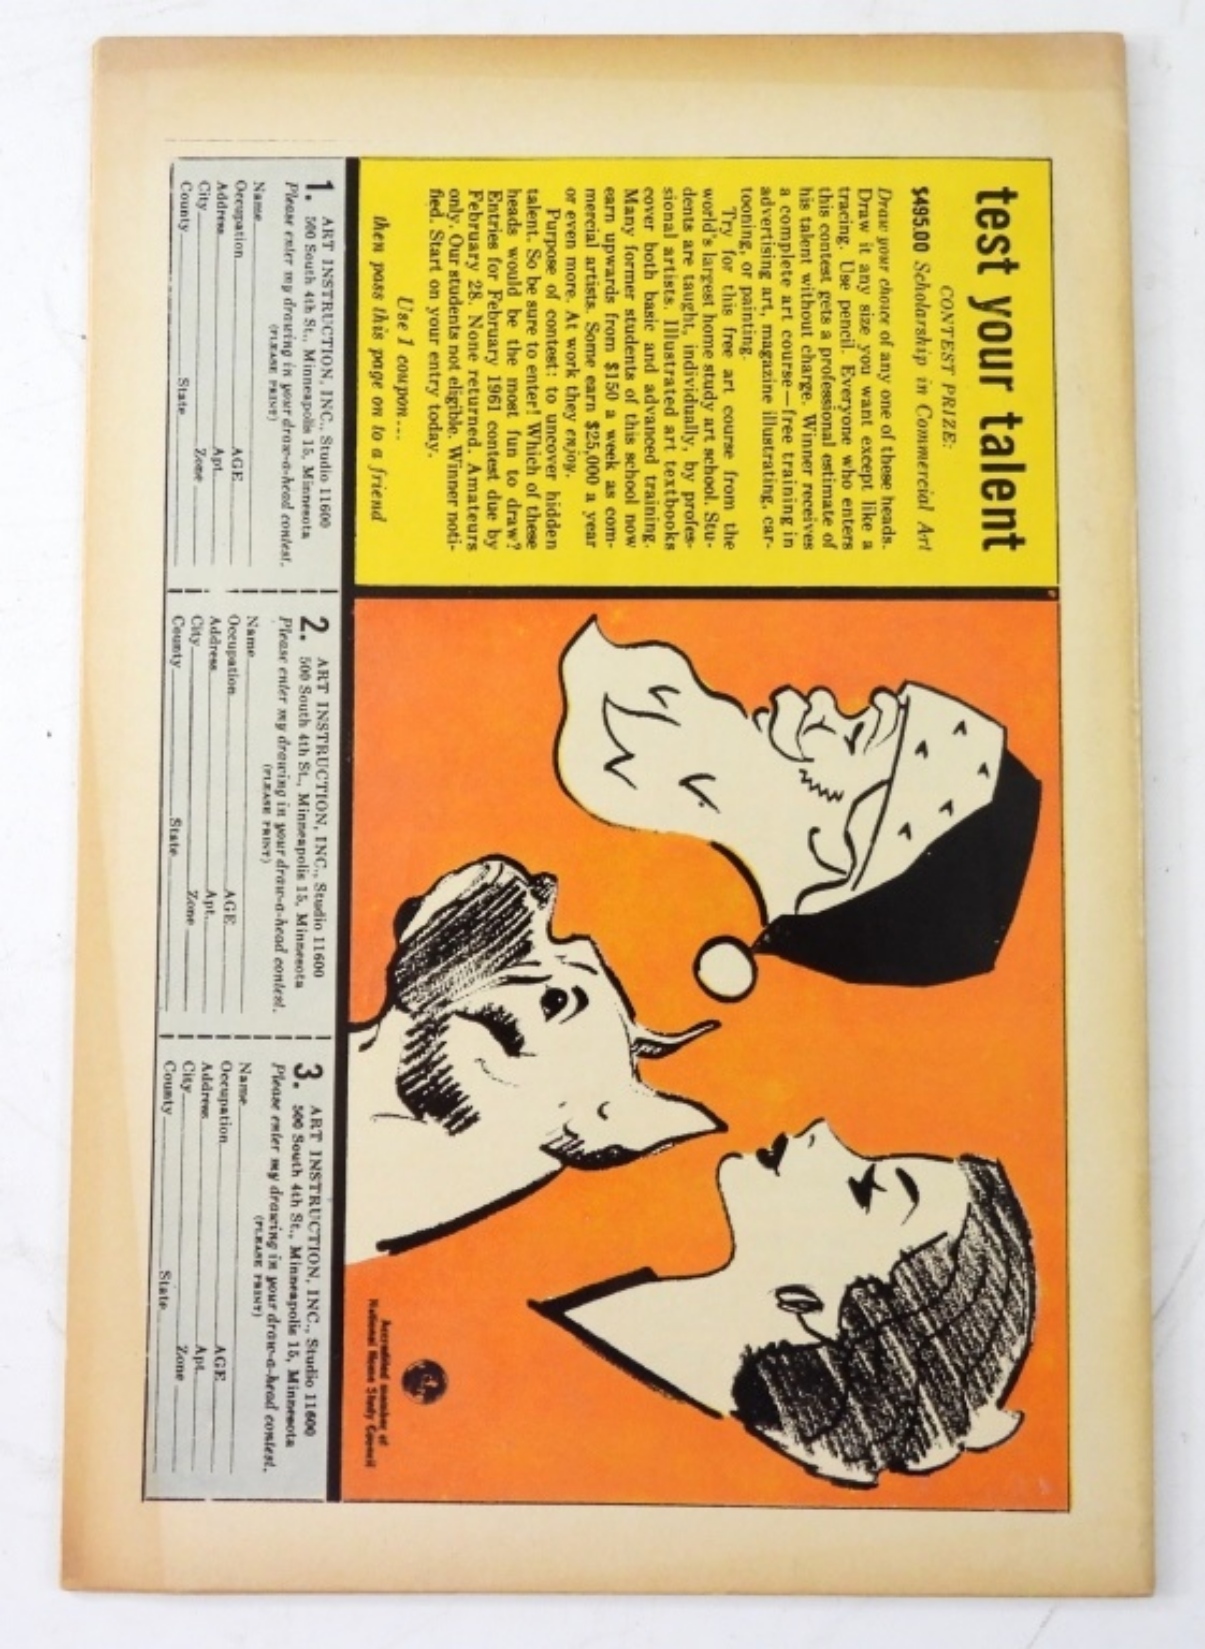 test your talent
CONTEST PRIZE:
$495.00 Scholarship in Commercial Art
Draw your choice of any one of these heads.
Draw it any size you want except like a
tracing. Use pencil. Everyone who enters
this contest gets a professional estimate of
his talent without charge. Winner receives
a complete art course—free training in
advertising art, magazine illustrating, car-
tooning, or painting.
Try for this free art course from the
world's largest home study art school. Stu-
dents are taught, individually, by profes-
sional artists. Illustrated art textbooks
cover both basic and advanced training.
Many former students of this school now
earn upwards from $150 a week as com-
mercial artists. Some earn $25,000 a year
or even more. At work they enjoy.
Purpose of contest: to uncover hidden
talent. So be sure to enter! Which of these
heads would be the most fun to draw?
Entries for February 1961 contest due by
February 28. None returned. Amateurs
only. Our students not eligible. Winner noti-
fied. Start on your entry today.
Use 1 coupon...
then pass this page on to a friend
Accredited member of
National Home Study Council
1. ART INSTRUCTION, INC., Studio 11600
500 South 4th St., Minneapolis 15, Minnesota
Please enter my drawing in your draw-a-head contest.
(PLEASE PRINT)
Name
Occupation AGE
Address Apt.
City Zone
County State
2. ART INSTRUCTION, INC., Studio 11600
500 South 4th St., Minneapolis 15, Minnesota
Please enter my drawing in your draw-a-head contest.
(PLEASE PRINT)
Name
Occupation AGE
Address Apt.
City Zone
County State
3. ART INSTRUCTION, INC., Studio 11600
500 South 4th St., Minneapolis 15, Minnesota
Please enter my drawing in your draw-a-head contest.
(PLEASE PRINT)
Name
Occupation AGE
Address Apt.
City Zone
County State